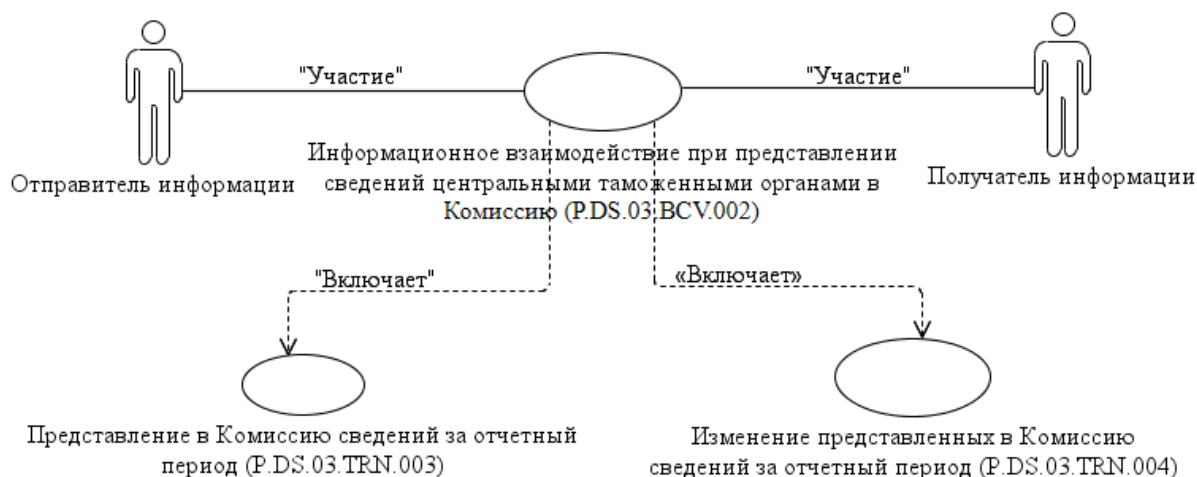 "Участие"
"Участие"
Отправитель информации
Информационное взаимодействие при представлении
сведений центральными таможенными органами в
Комиссию (P.DS.03.BCV.002)
Получатель информации
"Включает"
«Включает»
Представление в Комиссию сведений за отчетный
период (P.DS.03.TRN.003)
Изменение представленных в Комиссию
сведений за отчетный период (P.DS.03.TRN.004)